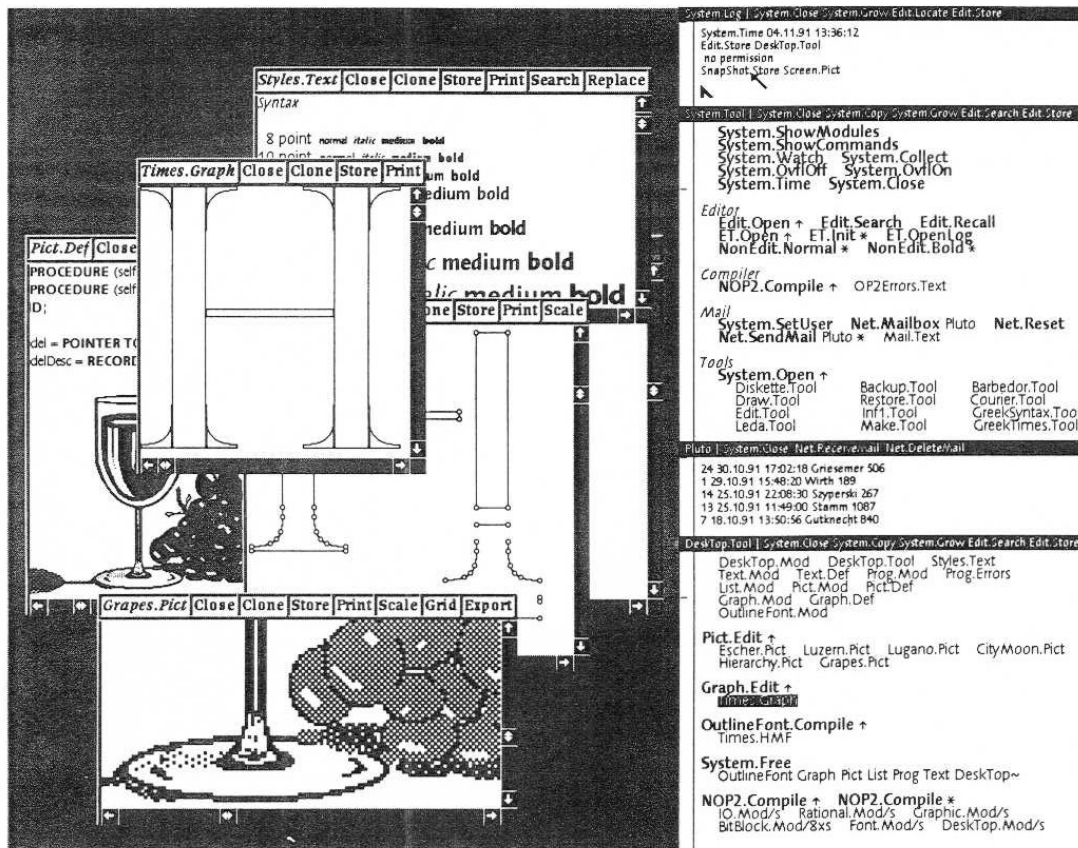 Styles.Text Close Clone Store Print Search Replace
Syntax
8 point normal italic medium bold
10 point normal italic medium bold
medium bold
medium bold
medium bold
medium bold
italic medium bold
Times.Graph Close Clone Store Print
Pict.Def Close
PROCEDURE (self
PROCEDURE (self
= POINTER TO
= RECORD
Store Print Scale
Grapes.Pict Close Clone Store Print Scale Grid Export
System.Log | System.Close System.Grow Edit.Locate Edit.Store
System.Time 04.11.91 13:36:12
Edit.Store DeskTop.Tool
no permission
SnapShot.Store Screen.Pict
System.Tool | System.Close System.Copy System.Grow Edit.Search Edit.Store
System.ShowModules
System.ShowCommands
System.Watch System.Collect
System.OvflOff System.OvflOn
System.Time System.Close
Editor
Edit.Open ↑ Edit.Search Edit.Recall
ET.Open ↑ ET.Init * ET.OpenLog
NonEdit.Normal * NonEdit.Bold *
Compiler
NOP2.Compile ↑ OP2Errors.Text
Mail
System.SetUser Net.Mailbox Pluto Net.Reset
Net.SendMail Pluto * Mail.Text
Tools
System.Open ↑
Diskette.Tool Backup.Tool Barbedor.Tool
Draw.Tool Restore.Tool Courier.Tool
Edit.Tool Inf1.Tool GreekSyntax.Too
Leda.Tool Make.Tool GreekTimes.Tool
Pluto | System.Close Net.ReceiveMail Net.DeleteMail
24 30.10.91 17:02:18 Griesemer 506
1 29.10.91 15:48:20 Wirth 189
14 25.10.91 22:08:30 Szyperski 267
13 25.10.91 11:49:00 Stamm 1087
7 18.10.91 13:50:56 Gutknecht 840
DeskTop.Tool | System.Close System.Copy System.Grow Edit.Search Edit.Store
DeskTop.Mod DeskTop.Tool Styles.Text
Text.Mod Text.Def Prog.Mod Prog.Errors
List.Mod Pict.Mod Pict.Def
Graph.Mod Graph.Def
OutlineFont.Mod
Pict.Edit ↑
Escher.Pict Luzern.Pict Lugano.Pict CityMoon.Pict
Hierarchy.Pict Grapes.Pict
Graph.Edit ↑
Times.Graph
OutlineFont.Compile ↑
Times.HMF
System.Free
OutlineFont Graph Pict List Prog Text DeskTop~
NOP2.Compile ↑ NOP2.Compile *
IO.Mod/s Rational.Mod/s Graphic.Mod/s
BitBlock.Mod/8xs Font.Mod/s DeskTop.Mod/s